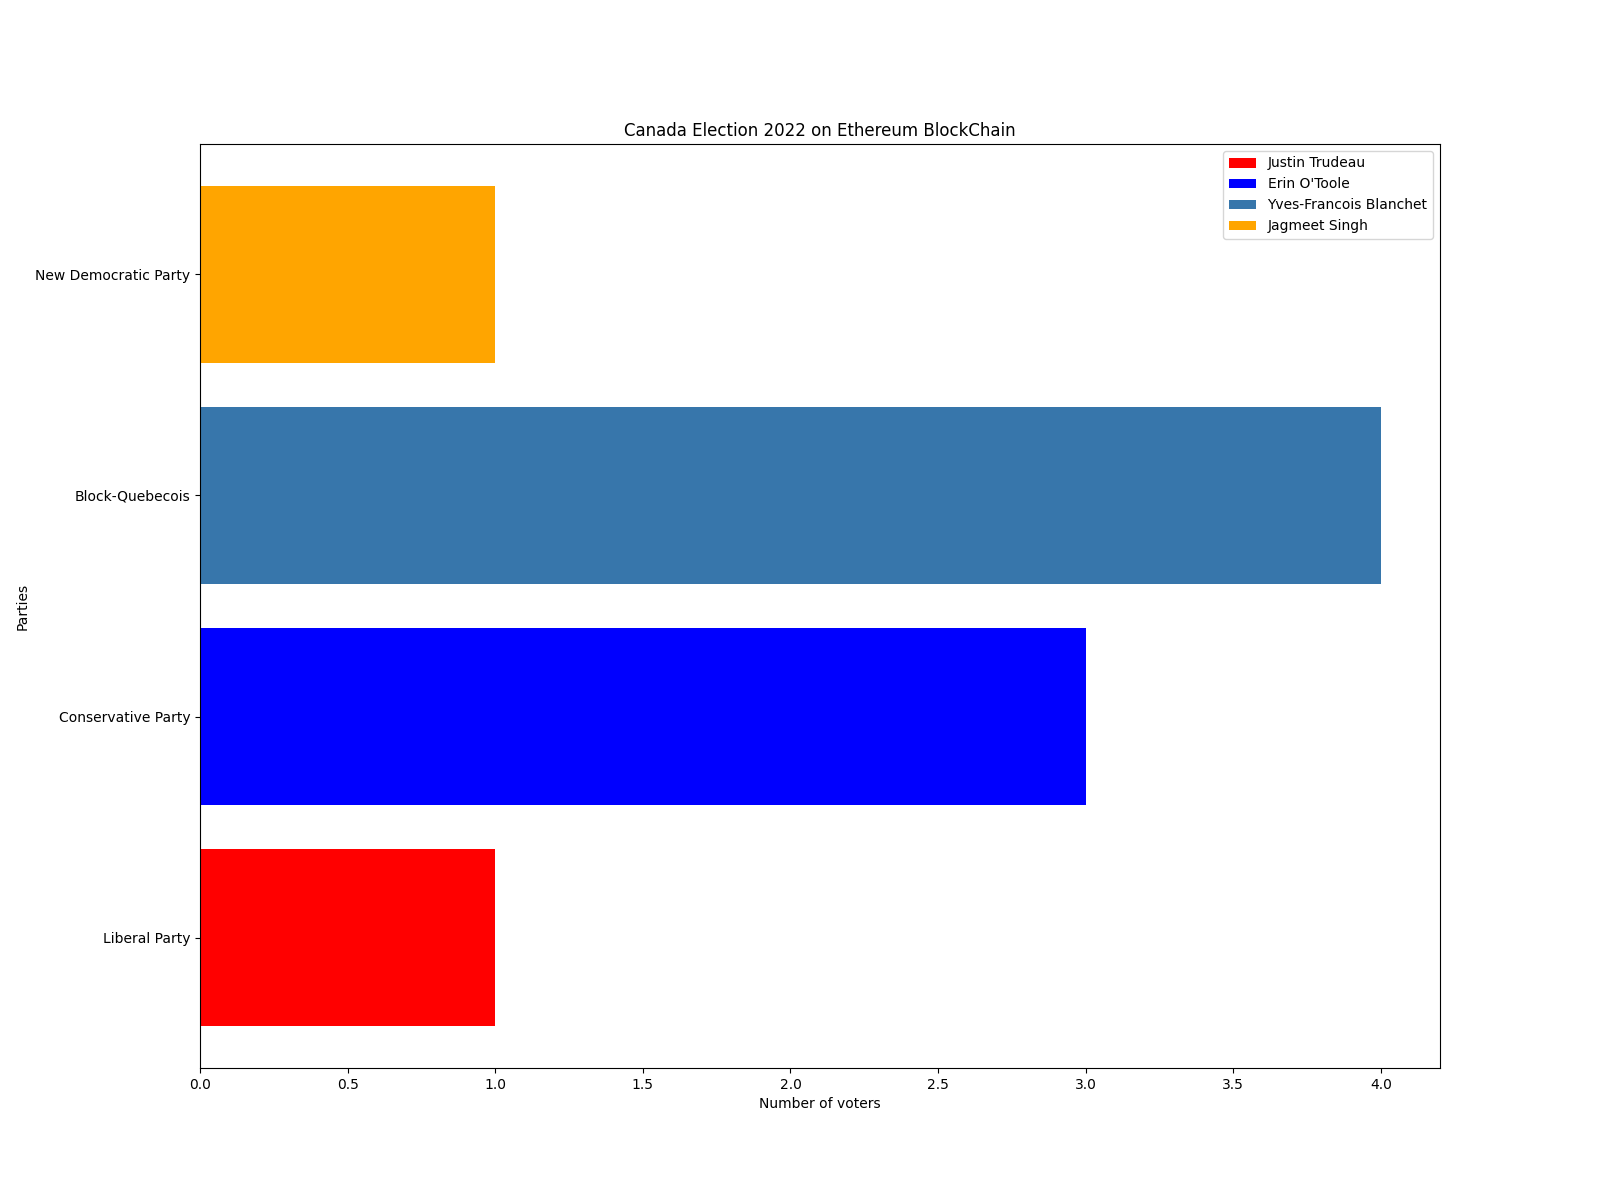 Canada Election 2022 on Ethereum BlockChain
Justin Trudeau
Erin O'Toole
Yves-Francois Blanchet
Jagmeet Singh
New Democratic Party
Block-Quebecois
Parties
Conservative Party
Liberal Party
0.0 0.5 1.0 1.5 2.0 2.5 3.0 3.5 4.0
Number of voters